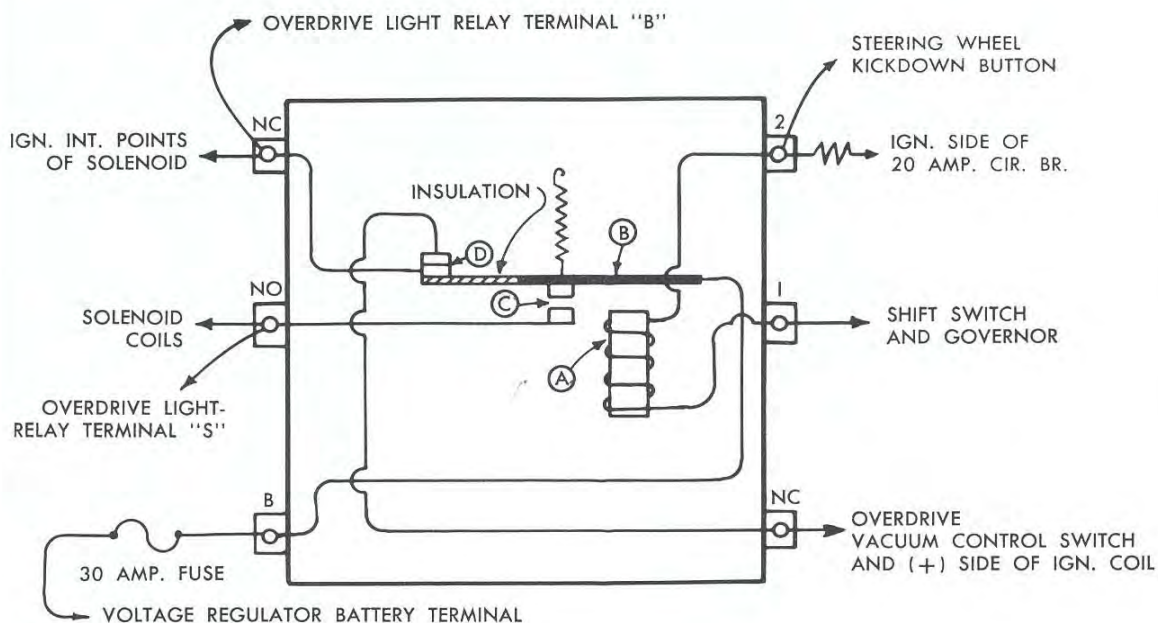 OVERDRIVE LIGHT RELAY TERMINAL "B"
STEERING WHEEL
KICKDOWN BUTTON
NC
2
IGN. INT. POINTS
OF SOLENOID
IGN. SIDE OF
20 AMP. CIR. BR.
INSULATION
D
B
NO
C
1
SOLENOID
COILS
SHIFT SWITCH
AND GOVERNOR
A
OVERDRIVE LIGHT-
RELAY TERMINAL "S"
B
NC
OVERDRIVE
VACUUM CONTROL SWITCH
AND (+) SIDE OF IGN. COIL
30 AMP. FUSE
VOLTAGE REGULATOR BATTERY TERMINAL